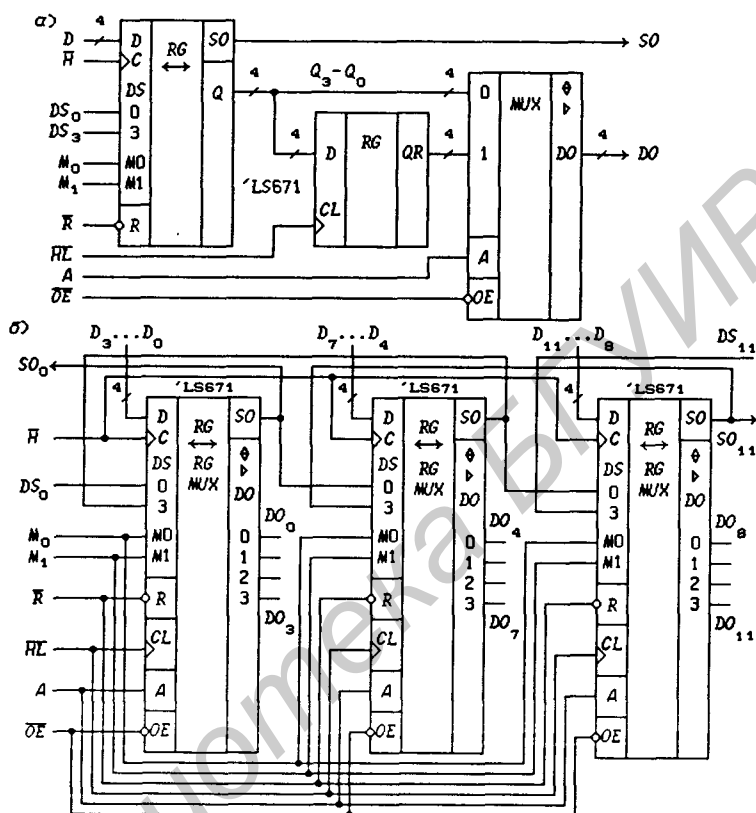 а)
4
D
D
RG
↔
SO
SO
H
C
DS
4
Q₃-Q₀
4
DS₀
0
Q
0
MUX
DS₃
3
4
4
4
M₀
M0
D
RG
QR
1
DO
DO
M₁
M1
'LS671
R
R
CL
HL
A
A
OE
OE
б)
D₃...D₀
D₇...D₄
D₁₁...D₈
DS₁₁
SO₀
4
'LS671
4
'LS671
4
'LS671
D
RG
SO
D
RG
SO
D
RG
SO
H
C
↔
C
↔
C
↔
SO₁₁
DS
RG
DS
RG
DS
RG
DS₀
0
MUX
DO
0
MUX
DO
0
MUX
DO
3
DO₀
3
DO₄
3
DO₈
M₀
M0
0
M0
0
M0
0
M₁
M1
1
M1
1
M1
1
2
2
2
R
R
3
R
3
R
3
DO₃
DO₇
DO₁₁
HL
CL
CL
CL
A
A
A
A
OE
OE
OE
OE
Библиотека БГУИР